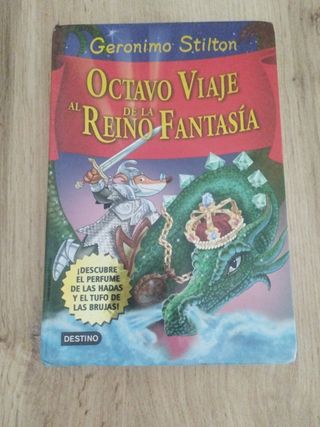 Geronimo Stilton
OCTAVO VIAJE
AL DE LA
REINO FANTASÍA
¡DESCUBRE
EL PERFUME
DE LAS HADAS
Y EL TUFO DE
LAS BRUJAS!
DESTINO